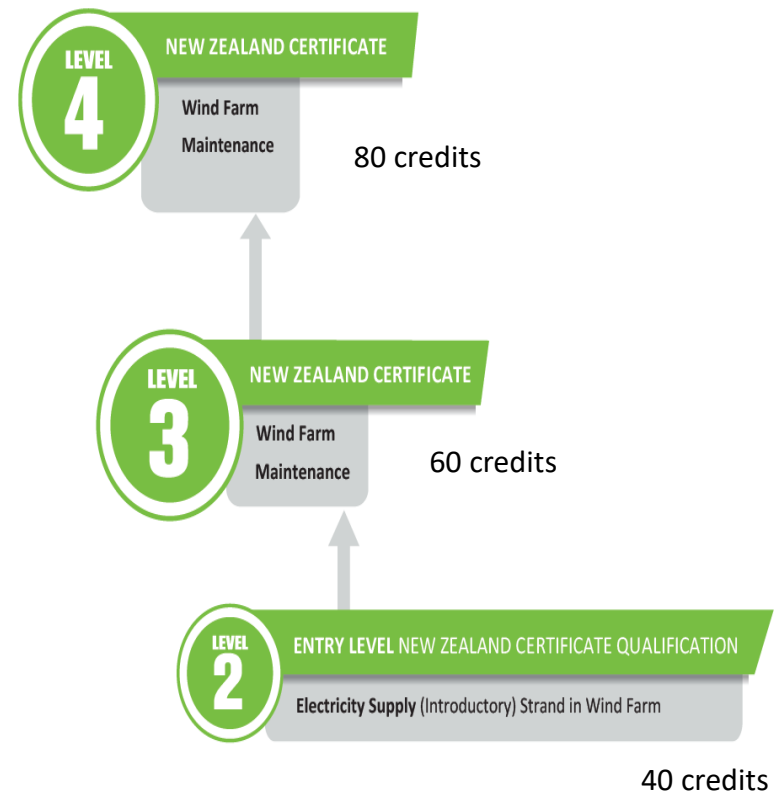 LEVEL
4
NEW ZEALAND CERTIFICATE
Wind Farm
Maintenance
80 credits
LEVEL
3
NEW ZEALAND CERTIFICATE
Wind Farm
Maintenance
60 credits
LEVEL
2
ENTRY LEVEL NEW ZEALAND CERTIFICATE QUALIFICATION
Electricity Supply (Introductory) Strand in Wind Farm
40 credits